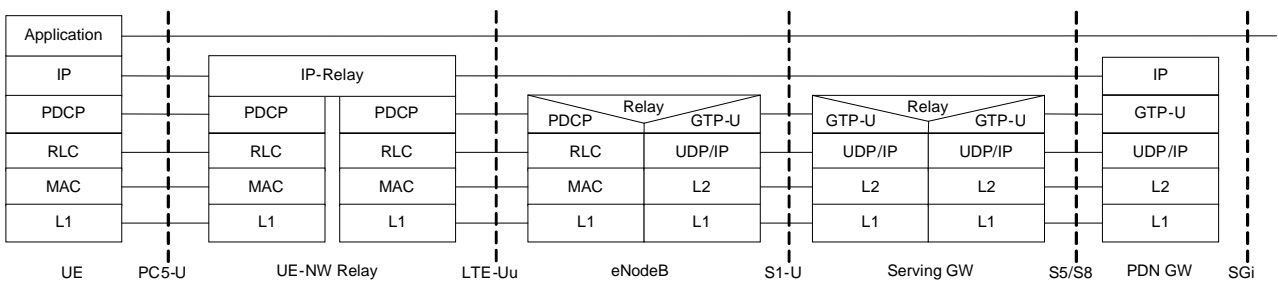 Application
IP IP-Relay IP
PDCP PDCP PDCP PDCP Relay GTP-U GTP-U Relay GTP-U GTP-U
RLC RLC RLC RLC UDP/IP UDP/IP UDP/IP UDP/IP
MAC MAC MAC MAC L2 L2 L2 L2
L1 L1 L1 L1 L1 L1 L1 L1
UE PC5-U UE-NW Relay LTE-Uu eNodeB S1-U Serving GW S5/S8 PDN GW SGi